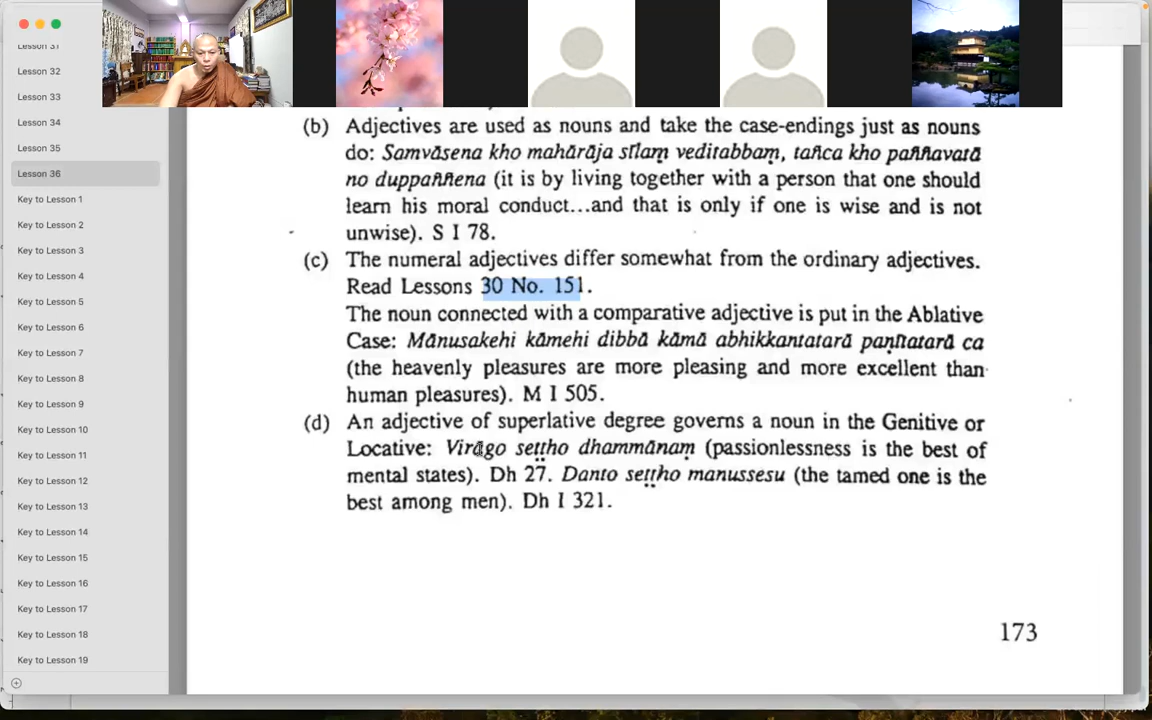 Lesson 31
Lesson 32
Lesson 33
Lesson 34
Lesson 35
Lesson 36
Key to Lesson 1
Key to Lesson 2
Key to Lesson 3
Key to Lesson 4
Key to Lesson 5
Key to Lesson 6
Key to Lesson 7
Key to Lesson 8
Key to Lesson 9
Key to Lesson 10
Key to Lesson 11
Key to Lesson 12
Key to Lesson 13
Key to Lesson 14
Key to Lesson 15
Key to Lesson 16
Key to Lesson 17
Key to Lesson 18
Key to Lesson 19
(b) Adjectives are used as nouns and take the case-endings just as nouns
do: Samvāsena kho mahārāja sīlaṃ veditabbaṃ, tañca kho paññavatā
no duppaññena (it is by living together with a person that one should
learn his moral conduct...and that is only if one is wise and is not
unwise). S I 78.
(c) The numeral adjectives differ somewhat from the ordinary adjectives.
Read Lessons 30 No. 151.
The noun connected with a comparative adjective is put in the Ablative
Case: Mānusakehi kāmehi dibbā kāmā abhikkantatarā paṇītatarā ca
(the heavenly pleasures are more pleasing and more excellent than
human pleasures). M I 505.
(d) An adjective of superlative degree governs a noun in the Genitive or
Locative: Virāgo seṭṭho dhammānaṃ (passionlessness is the best of
mental states). Dh 27. Danto seṭṭho manussesu (the tamed one is the
best among men). Dh I 321.
173